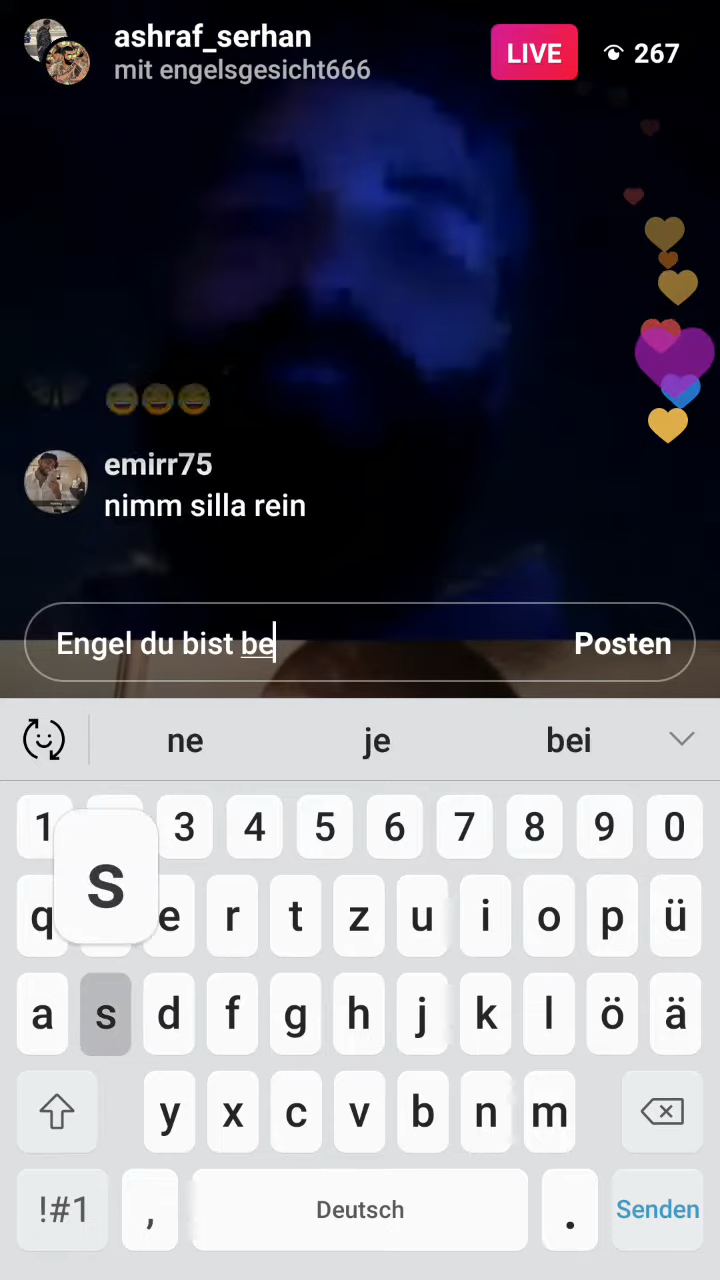 ashraf_serhan
mit engelsgesicht666
LIVE
267
😂😂😂
emirr75
nimm silla rein
Engel du bist be
Posten
ne je bei
1 3 4 5 6 7 8 9 0
s
q e r t z u i o p ü
a s d f g h j k l ö ä
y x c v b n m
!#1 , Deutsch . Senden